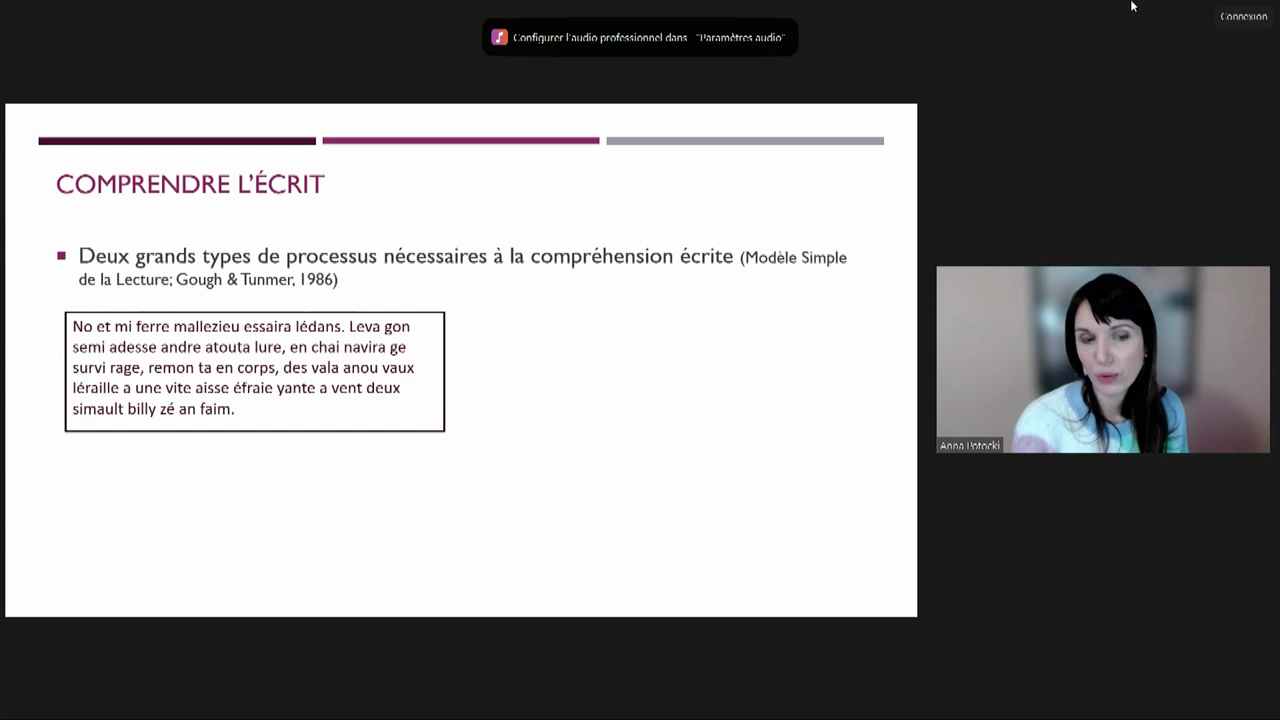 Connexion
Configurer l'audio professionnel dans "Paramètres audio"
COMPRENDRE L'ÉCRIT
Deux grands types de processus nécessaires à la compréhension écrite (Modèle Simple
de la Lecture; Gough & Tunmer, 1986)
No et mi ferre mallezieu essaira lédans. Leva gon
semi adesse andre atouta lure, en chai navira ge
survi rage, remon ta en corps, des vala anou vaux
léraille a une vite aisse éfraie yante a vent deux
simault billy zé an faim.
Anna Potocki